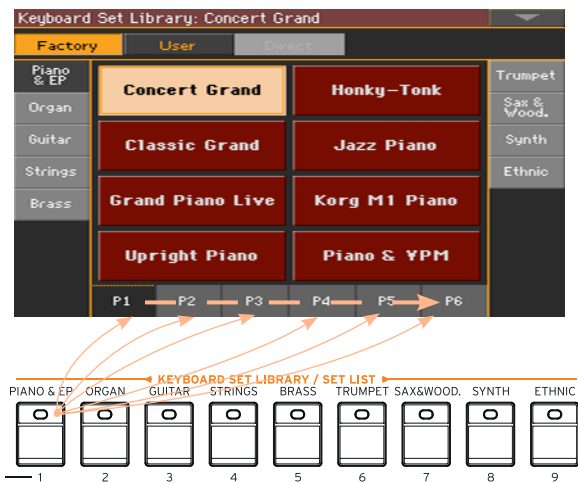 Keyboard Set Library: Concert Grand
Factory User Direct
Piano & EP
Organ
Guitar
Strings
Brass
Concert Grand Honky-Tonk
Classic Grand Jazz Piano
Grand Piano Live Korg M1 Piano
Upright Piano Piano & VPM
Trumpet
Sax & Wood.
Synth
Ethnic
P1 P2 P3 P4 P5 P6
KEYBOARD SET LIBRARY / SET LIST
PIANO & EP ORGAN GUITAR STRINGS BRASS TRUMPET SAX&WOOD. SYNTH ETHNIC
1 2 3 4 5 6 7 8 9